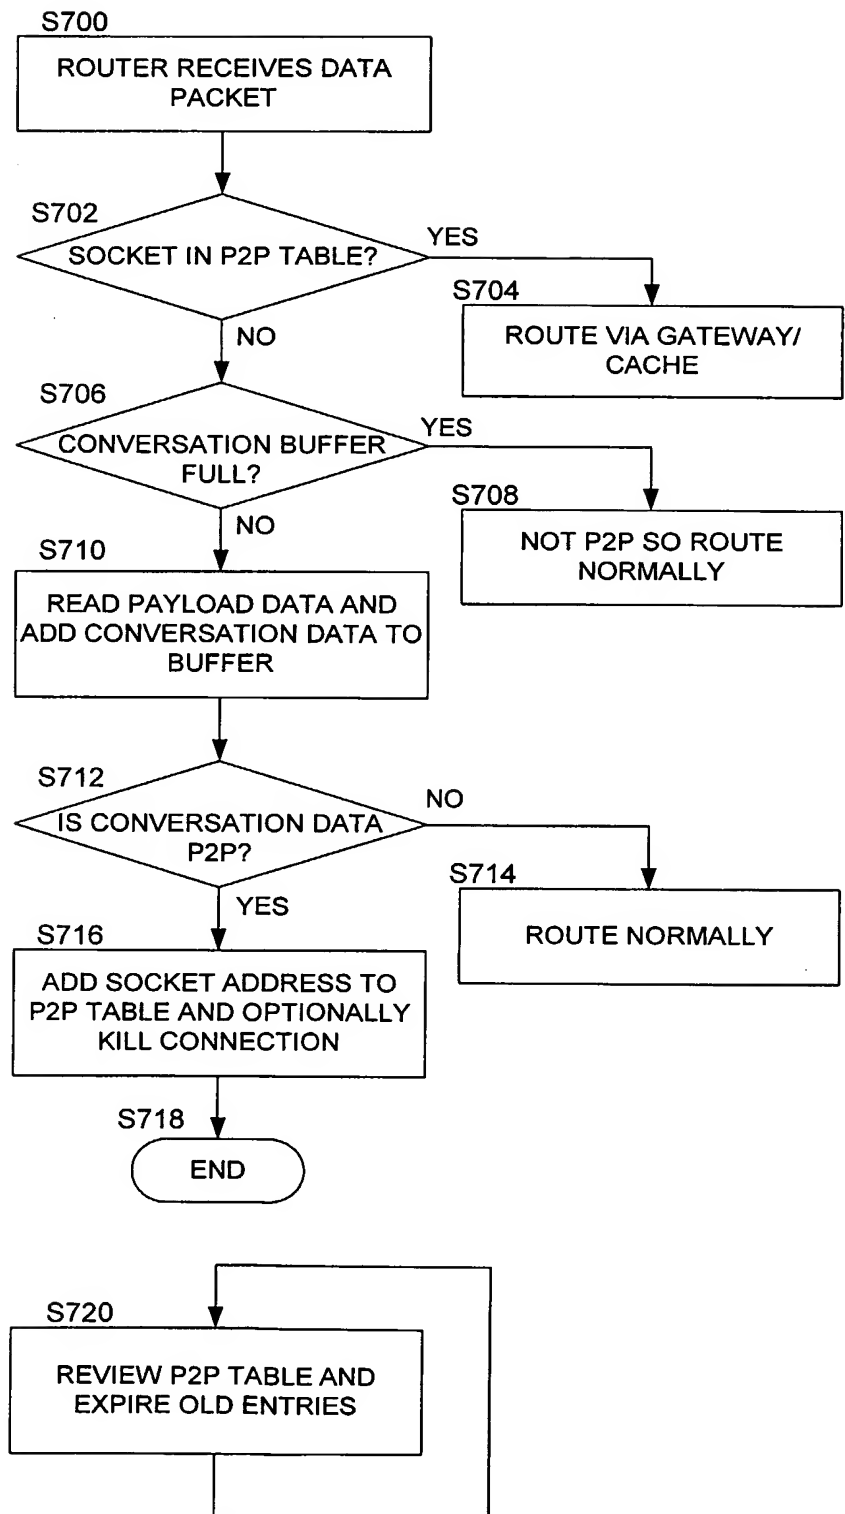 S700
ROUTER RECEIVES DATA
PACKET
S702
SOCKET IN P2P TABLE?
YES
S704
ROUTE VIA GATEWAY/
CACHE
NO
S706
CONVERSATION BUFFER
FULL?
YES
S708
NOT P2P SO ROUTE
NORMALLY
NO
S710
READ PAYLOAD DATA AND
ADD CONVERSATION DATA TO
BUFFER
S712
IS CONVERSATION DATA
P2P?
NO
S714
ROUTE NORMALLY
YES
S716
ADD SOCKET ADDRESS TO
P2P TABLE AND OPTIONALLY
KILL CONNECTION
S718
END
S720
REVIEW P2P TABLE AND
EXPIRE OLD ENTRIES